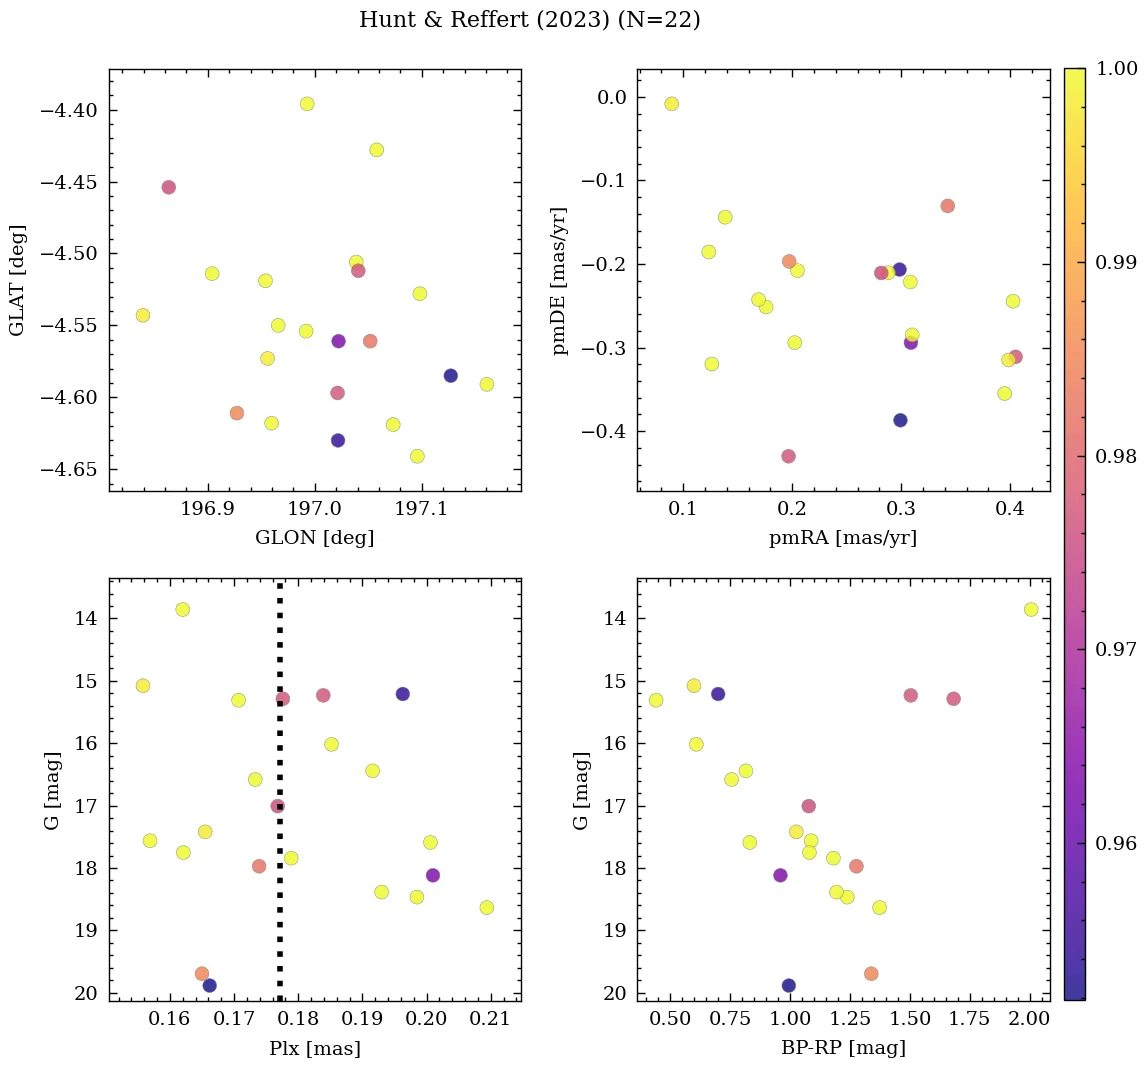 Hunt & Reffert (2023) (N=22)
−4.40
−4.45
−4.50
−4.55
−4.60
−4.65
GLAT [deg]
196.9 197.0 197.1
GLON [deg]
0.0
−0.1
−0.2
−0.3
−0.4
pmDE [mas/yr]
0.1 0.2 0.3 0.4
pmRA [mas/yr]
14
15
16
17
18
19
20
G [mag]
0.16 0.17 0.18 0.19 0.20 0.21
Plx [mas]
14
15
16
17
18
19
20
G [mag]
0.50 0.75 1.00 1.25 1.50 1.75 2.00
BP-RP [mag]
1.00
0.99
0.98
0.97
0.96